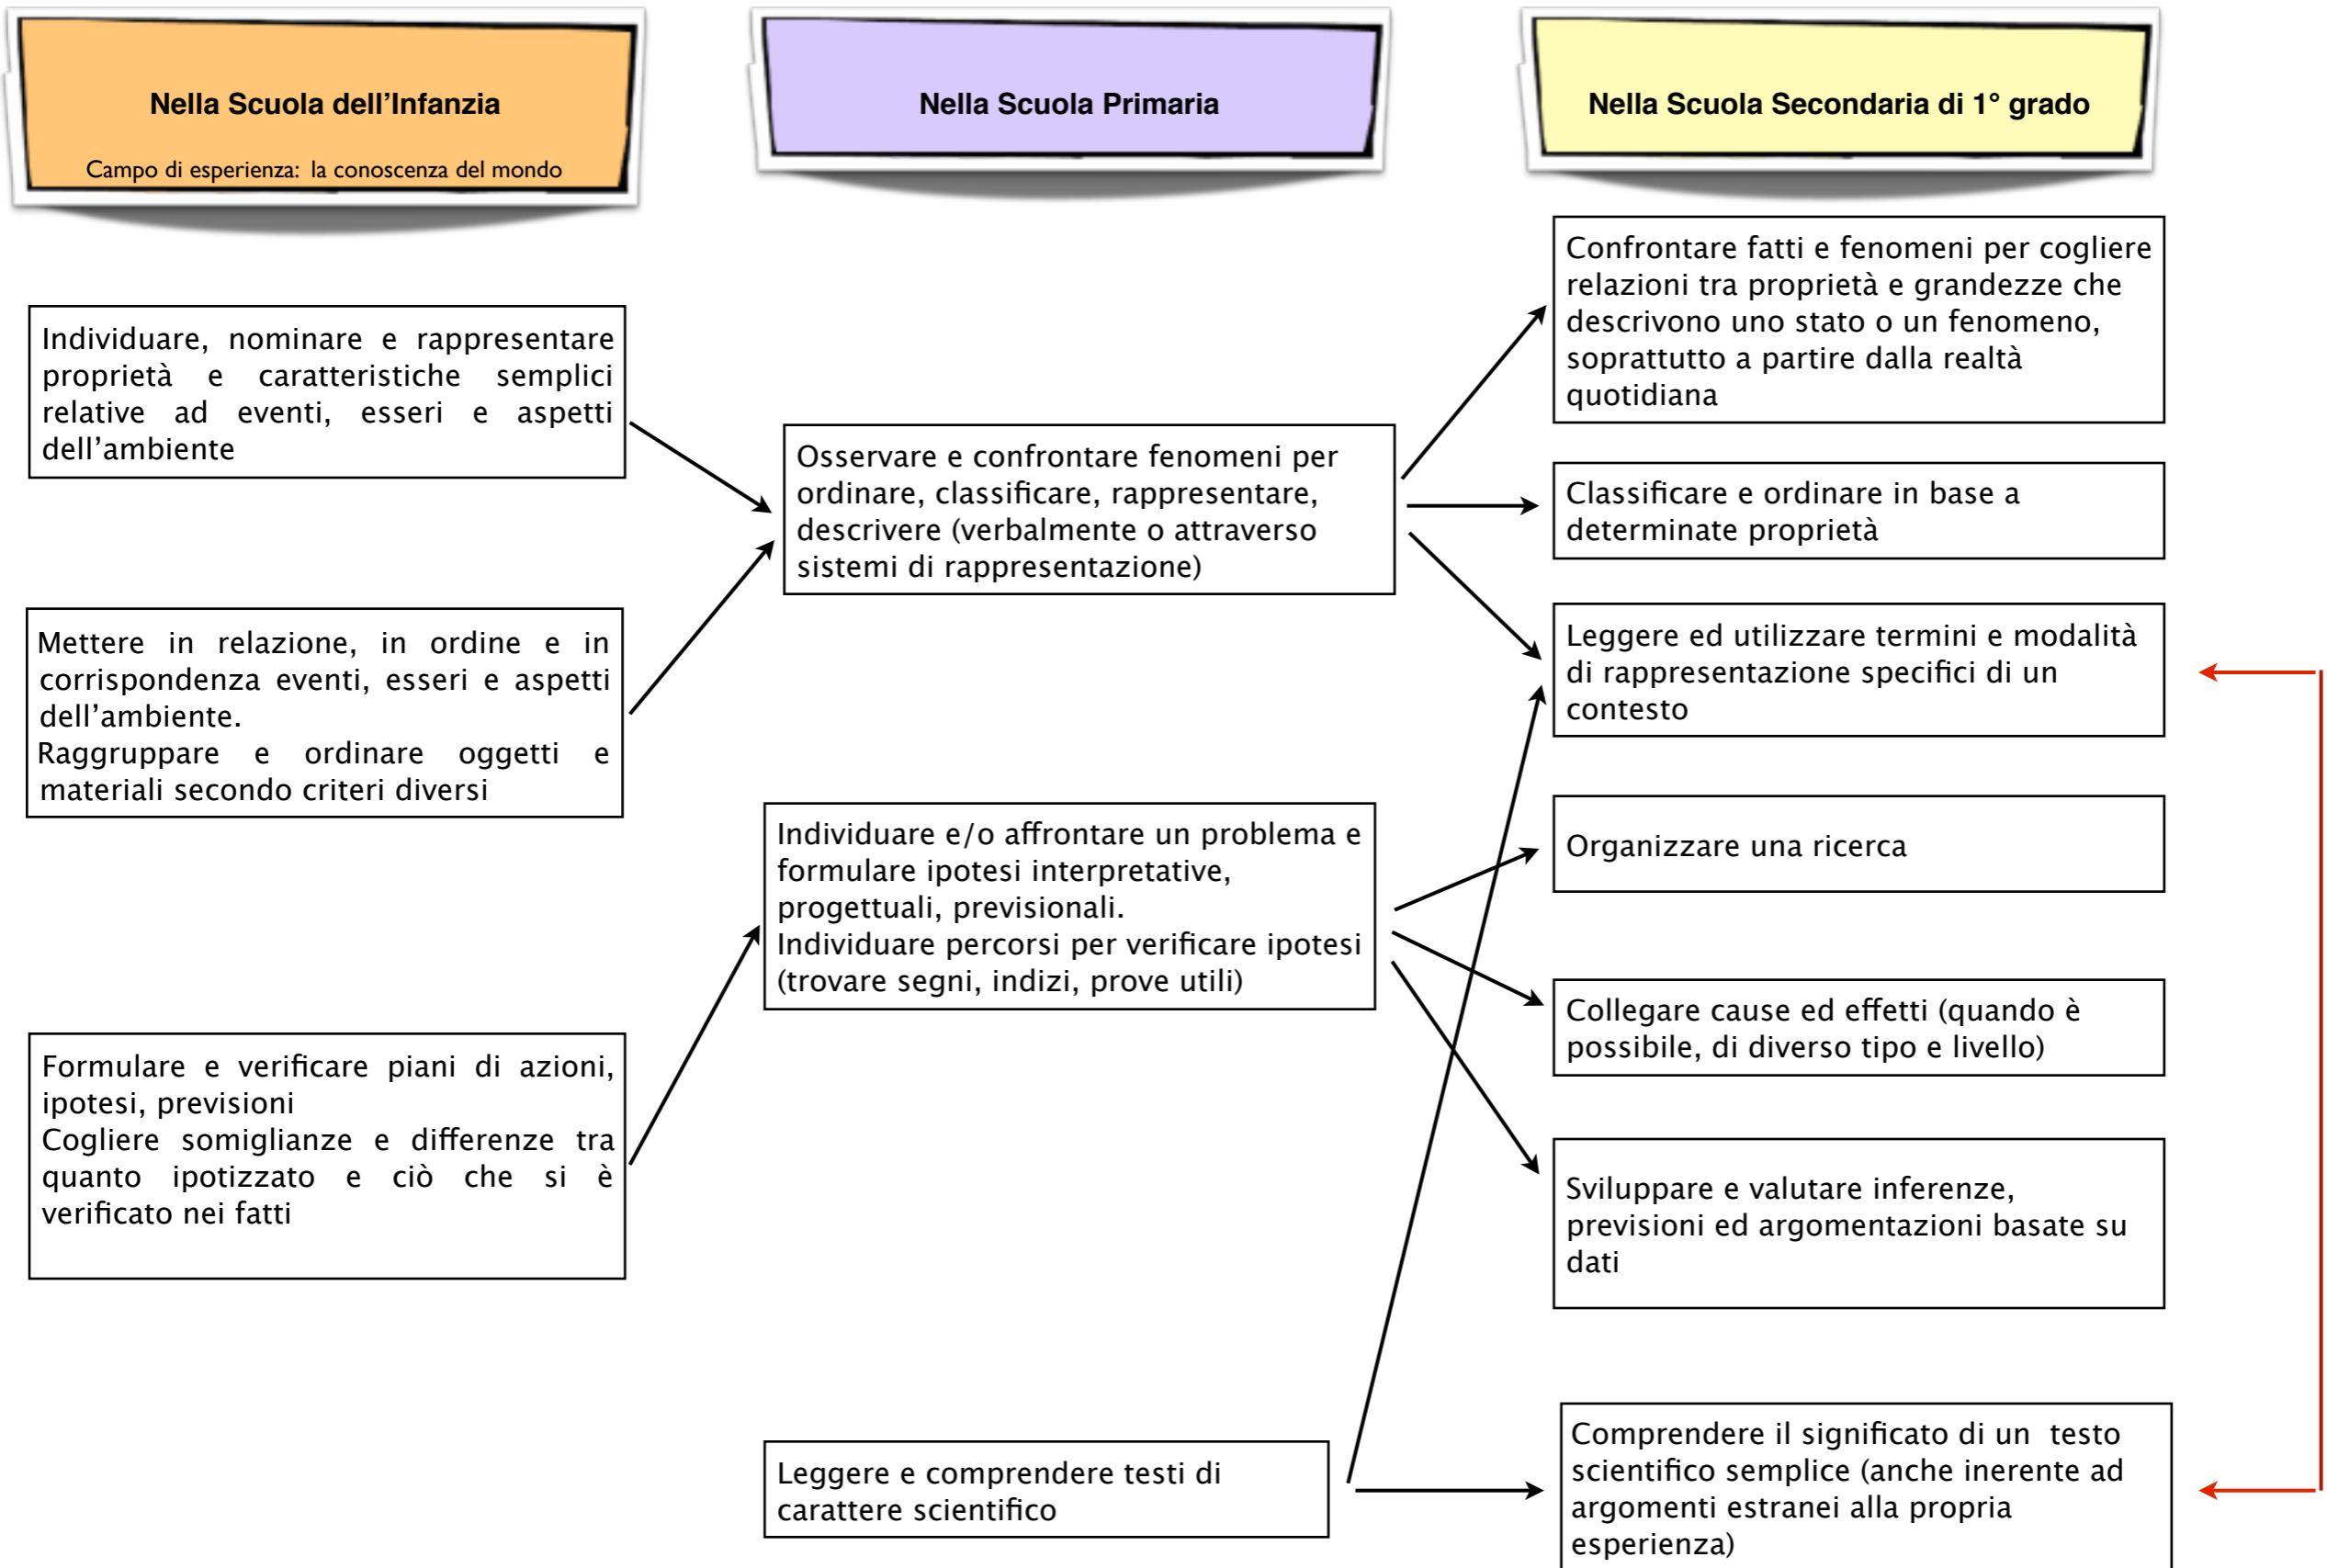 Nella Scuola dell’Infanzia
Campo di esperienza: la conoscenza del mondo
Individuare, nominare e rappresentare
proprietà e caratteristiche semplici
relative ad eventi, esseri e aspetti
dell’ambiente
Mettere in relazione, in ordine e in
corrispondenza eventi, esseri e aspetti
dell’ambiente.
Raggruppare e ordinare oggetti e
materiali secondo criteri diversi
Formulare e verificare piani di azioni,
ipotesi, previsioni
Cogliere somiglianze e differenze tra
quanto ipotizzato e ciò che si è
verificato nei fatti
Nella Scuola Primaria
Osservare e confrontare fenomeni per
ordinare, classificare, rappresentare,
descrivere (verbalmente o attraverso
sistemi di rappresentazione)
Individuare e/o affrontare un problema e
formulare ipotesi interpretative,
progettuali, previsionali.
Individuare percorsi per verificare ipotesi
(trovare segni, indizi, prove utili)
Leggere e comprendere testi di
carattere scientifico
Nella Scuola Secondaria di 1° grado
Confrontare fatti e fenomeni per cogliere
relazioni tra proprietà e grandezze che
descrivono uno stato o un fenomeno,
soprattutto a partire dalla realtà
quotidiana
Classificare e ordinare in base a
determinate proprietà
Leggere ed utilizzare termini e modalità
di rappresentazione specifici di un
contesto
Organizzare una ricerca
Collegare cause ed effetti (quando è
possibile, di diverso tipo e livello)
Sviluppare e valutare inferenze,
previsioni ed argomentazioni basate su
dati
Comprendere il significato di un testo
scientifico semplice (anche inerente ad
argomenti estranei alla propria
esperienza)